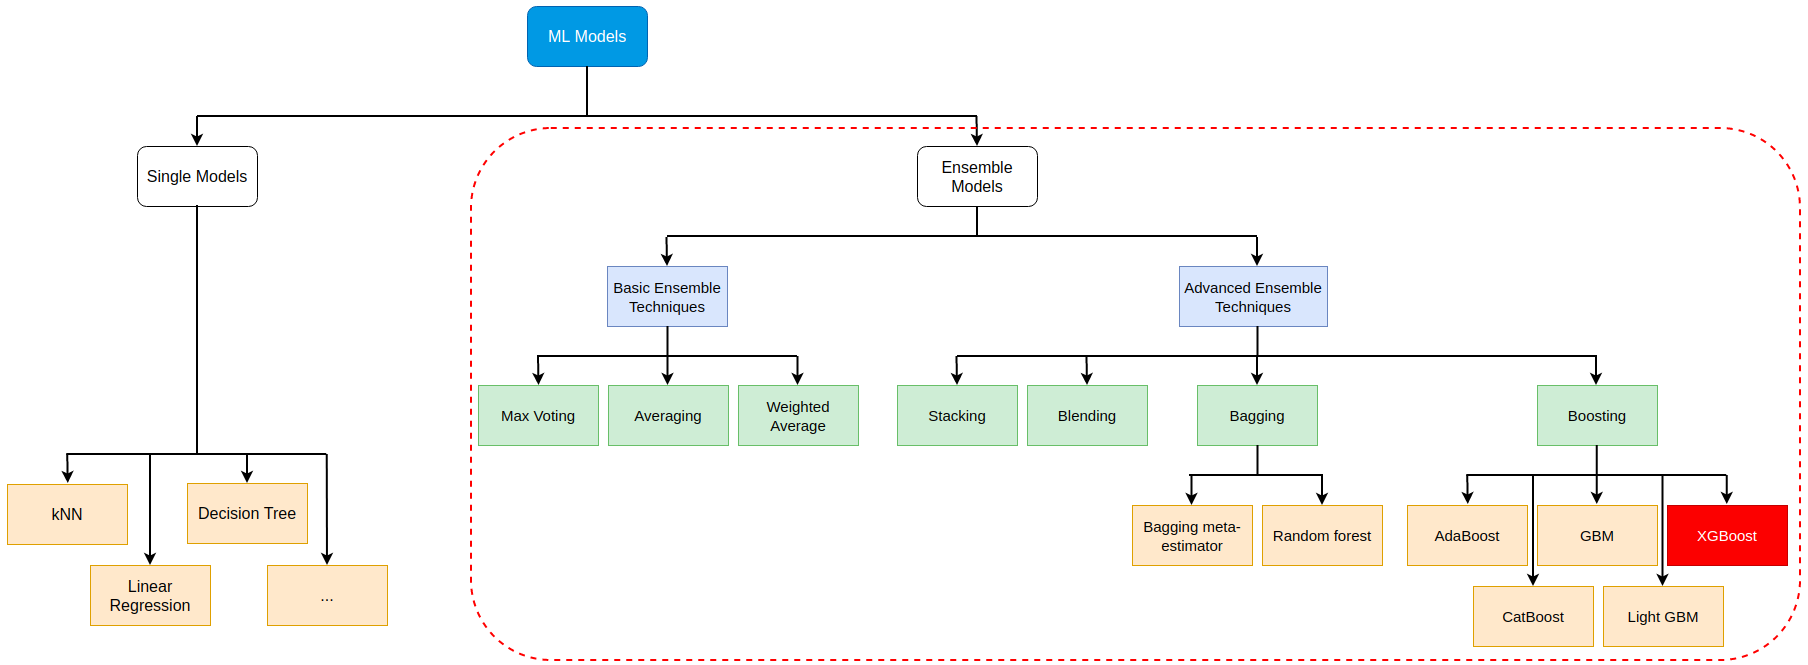 ML Models
Single Models
Ensemble
Models
Basic Ensemble
Techniques
Advanced Ensemble
Techniques
Max Voting
Averaging
Weighted
Average
Stacking
Blending
Bagging
Boosting
kNN
Decision Tree
Linear
Regression
...
Bagging meta-
estimator
Random forest
AdaBoost
GBM
XGBoost
CatBoost
Light GBM